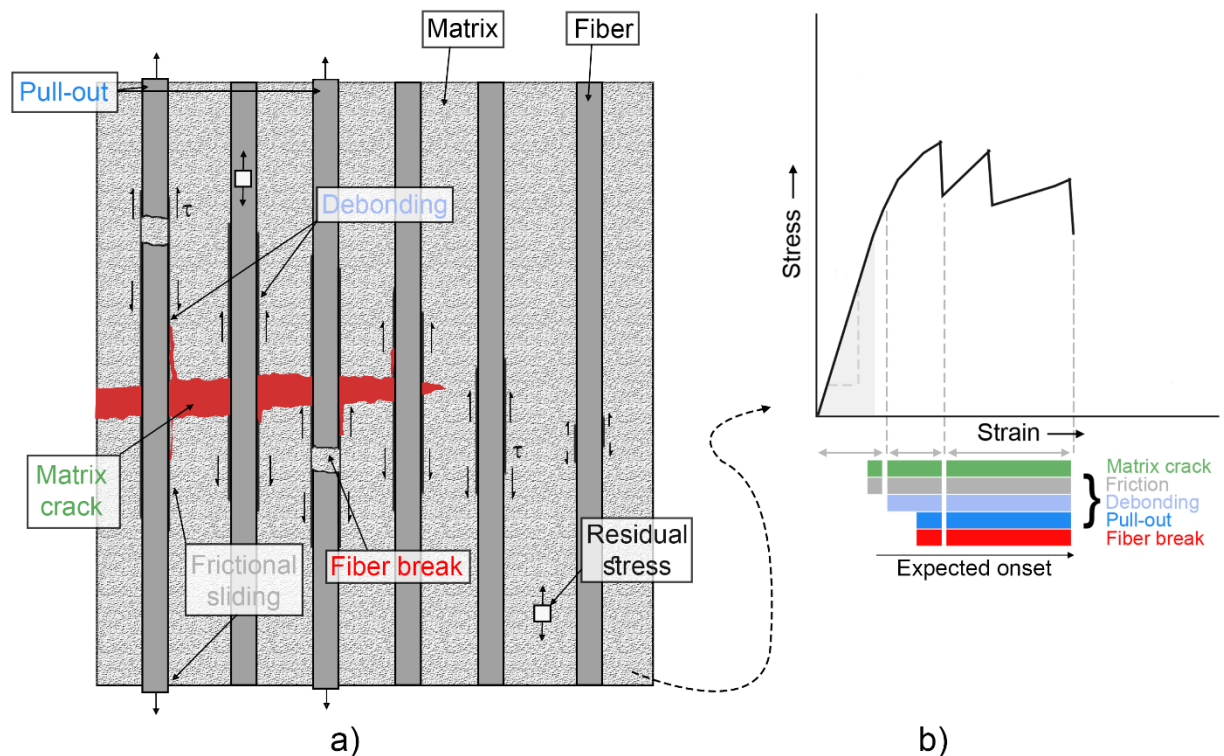 Matrix
Fiber
Pull-out
τ
Debonding
Matrix
crack
τ
Frictional
sliding
Fiber break
Residual
stress
a)
Stress
Strain
Matrix crack
Friction
Debonding
Pull-out
Fiber break
Expected onset
b)